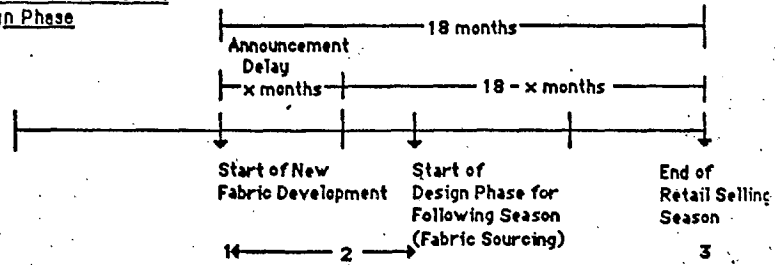 gn Phase
18 months
Announcement
Delay
x months
18 - x months
Start of New
Fabric Development
Start of
Design Phase for
Following Season
(Fabric Sourcing)
End of
Retail Selling
Season
1
2
3